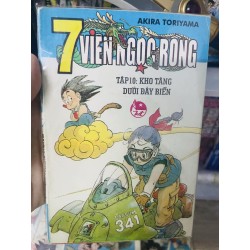 AKIRA TORIYAMA
7 VIÊN NGỌC RỒNG
TẬP 10: KHO TÀNG
DƯỚI ĐÁY BIỂN
341